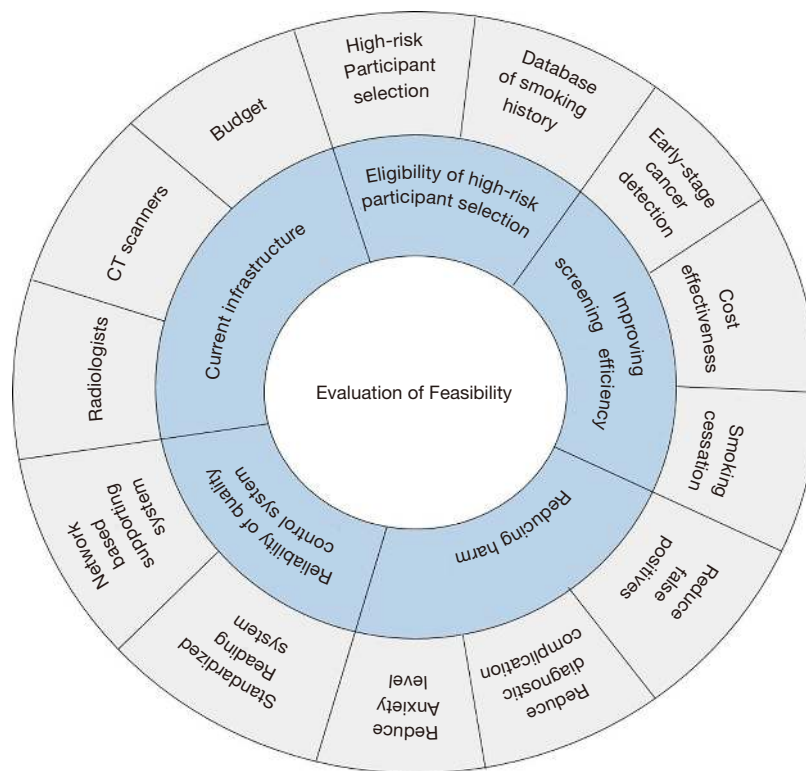 High-risk
Participant
selection
Database
of smoking
history
Early-stage
cancer
detection
Cost
effectiveness
Smoking
cessation
Reduce
false
positives
Reduce
diagnostic
complication
Reduce
Anxiety
level
Standardized
Reading
system
Network
based
supporting
system
Radiologists
CT scanners
Budget
Eligibility of high-risk
participant selection
Improving
screening efficiency
Reducing harm
Reliability of quality
control system
Current infrastructure
Evaluation of Feasibility